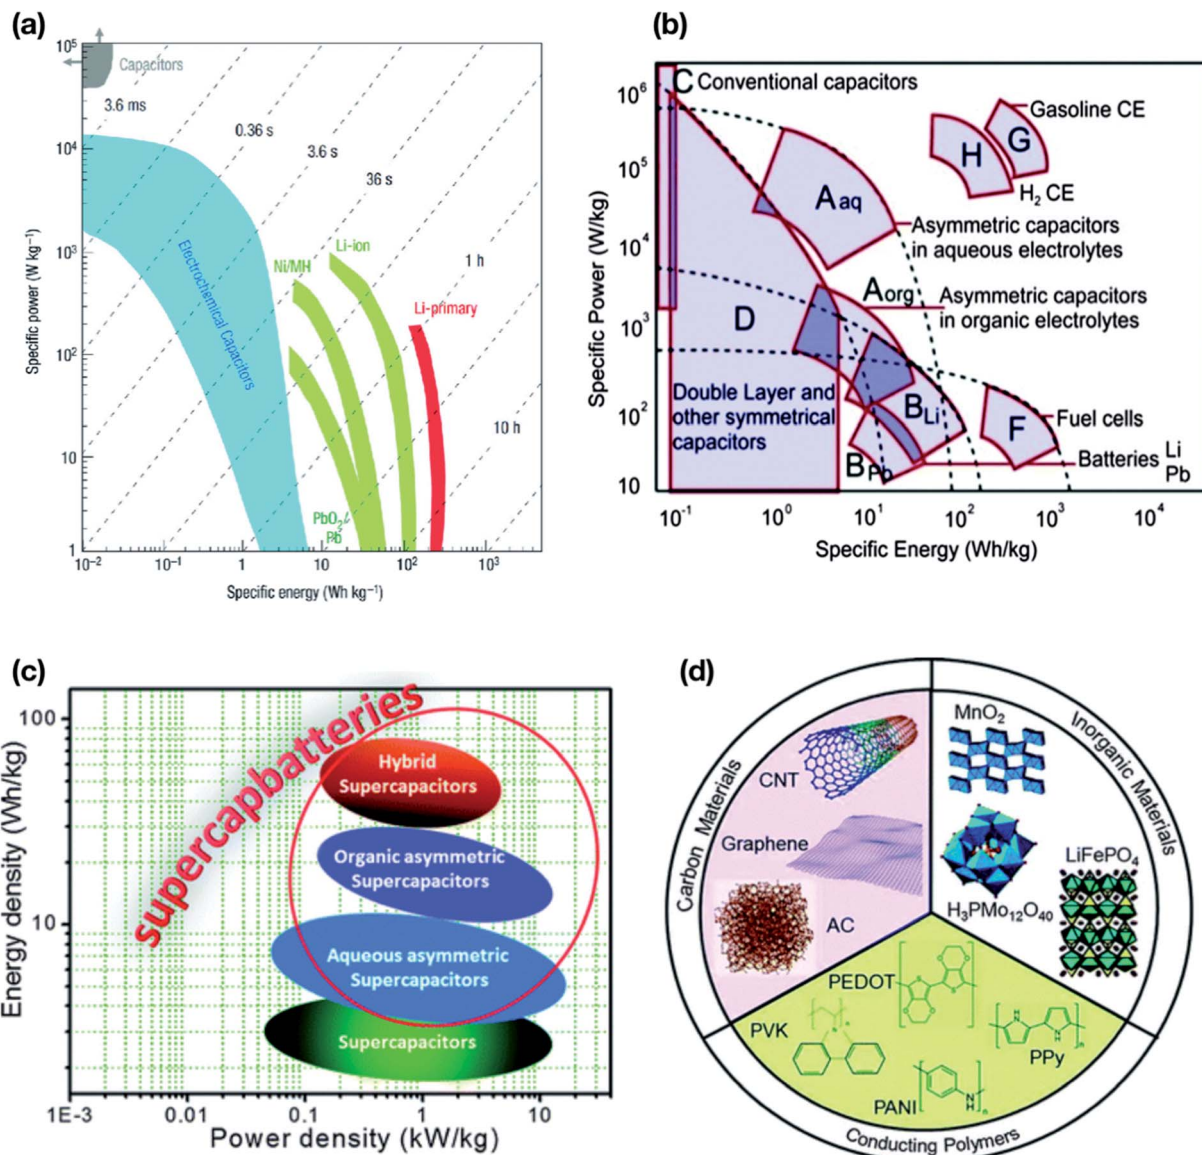 (a)
10⁵
Capacitors
3.6 ms
0.36 s
10⁴
3.6 s
36 s
10³
Electrochemical Capacitors
Ni/MH
Li-ion
1 h
Li-primary
10²
10 h
10
PbO₂/
Pb
1
10⁻²
10⁻¹
1
10
10²
10³
Specific power (W kg⁻¹)
Specific energy (Wh kg⁻¹)
(b)
C Conventional capacitors
10⁶
Gasoline CE
G
H
H₂ CE
10⁵
A aq
Asymmetric capacitors
in aqueous electrolytes
10⁴
A org
Asymmetric capacitors
in organic electrolytes
10³
D
Double Layer and
other symmetrical
capacitors
10²
B Li
F
Fuel cells
B Pb
Batteries Li
Pb
10
10⁻¹
10⁰
10¹
10²
10³
10⁴
Specific Power (W/kg)
Specific Energy (Wh/kg)
(c)
supercapbatteries
100
Hybrid
Supercapacitors
Organic asymmetric
Supercapacitors
10
Aqueous asymmetric
Supercapacitors
Supercapacitors
1E-3
0.01
0.1
1
10
Energy density (Wh/kg)
Power density (kW/kg)
(d)
Carbon Materials
CNT
Graphene
AC
Inorganic Materials
MnO₂
LiFePO₄
H₃PMo₁₂O₄₀
PEDOT
S
S
O
O
O
O
n
PVK
N
n
PPy
H
N
N
H
n
PANI
N
H
n
Conducting Polymers